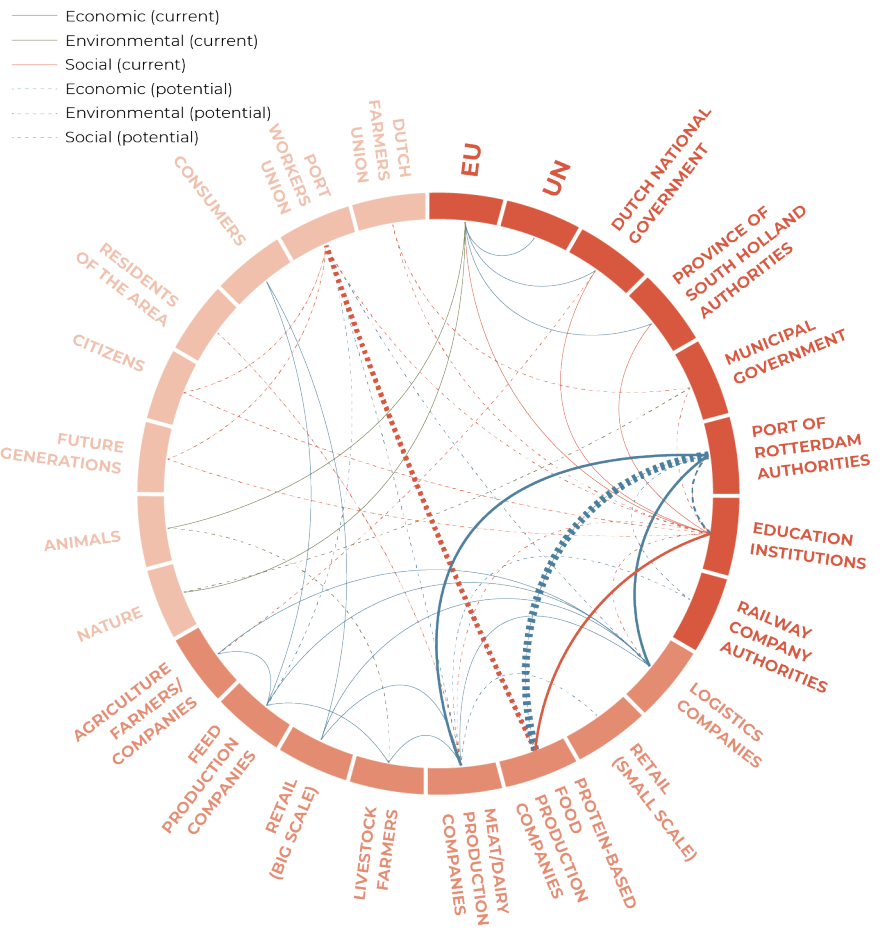 Economic (current)
Environmental (current)
Social (current)
Economic (potential)
Environmental (potential)
Social (potential)
EU
UN
DUTCH NATIONAL
GOVERNMENT
PROVINCE OF
SOUTH HOLLAND
AUTHORITIES
MUNICIPAL
GOVERNMENT
PORT OF
ROTTERDAM
AUTHORITIES
EDUCATION
INSTITUTIONS
RAILWAY
COMPANY
AUTHORITIES
LOGISTICS
COMPANIES
RETAIL
(SMALL SCALE)
PROTEIN-BASED
FOOD
PRODUCTION
COMPANIES
MEAT/DAIRY
PRODUCTION
COMPANIES
LIVESTOCK
FARMERS
RETAIL
(BIG SCALE)
FEED
PRODUCTION
COMPANIES
AGRICULTURE
FARMERS/
COMPANIES
NATURE
ANIMALS
FUTURE
GENERATIONS
CITIZENS
RESIDENTS
OF THE AREA
CONSUMERS
PORT
WORKERS
UNION
DUTCH
FARMERS
UNION